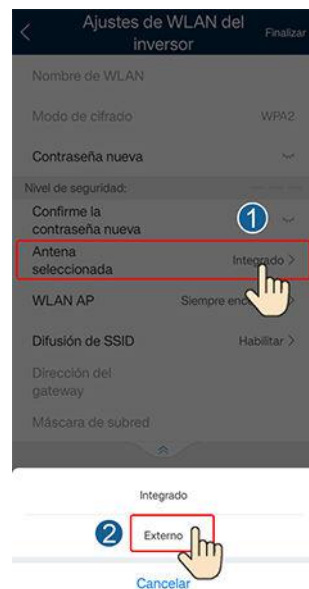 Ajustes de WLAN del
inversor
Finalizar
Nombre de WLAN
Modo de cifrado WPA2
Contraseña nueva
Nivel de seguridad:
Confirme la
contraseña nueva
1
Antena
seleccionada
Integrado
WLAN AP Siempre
Difusión de SSID Habilitar
Dirección del
gateway
Máscara de subred
Integrado
2 Externo
Cancelar